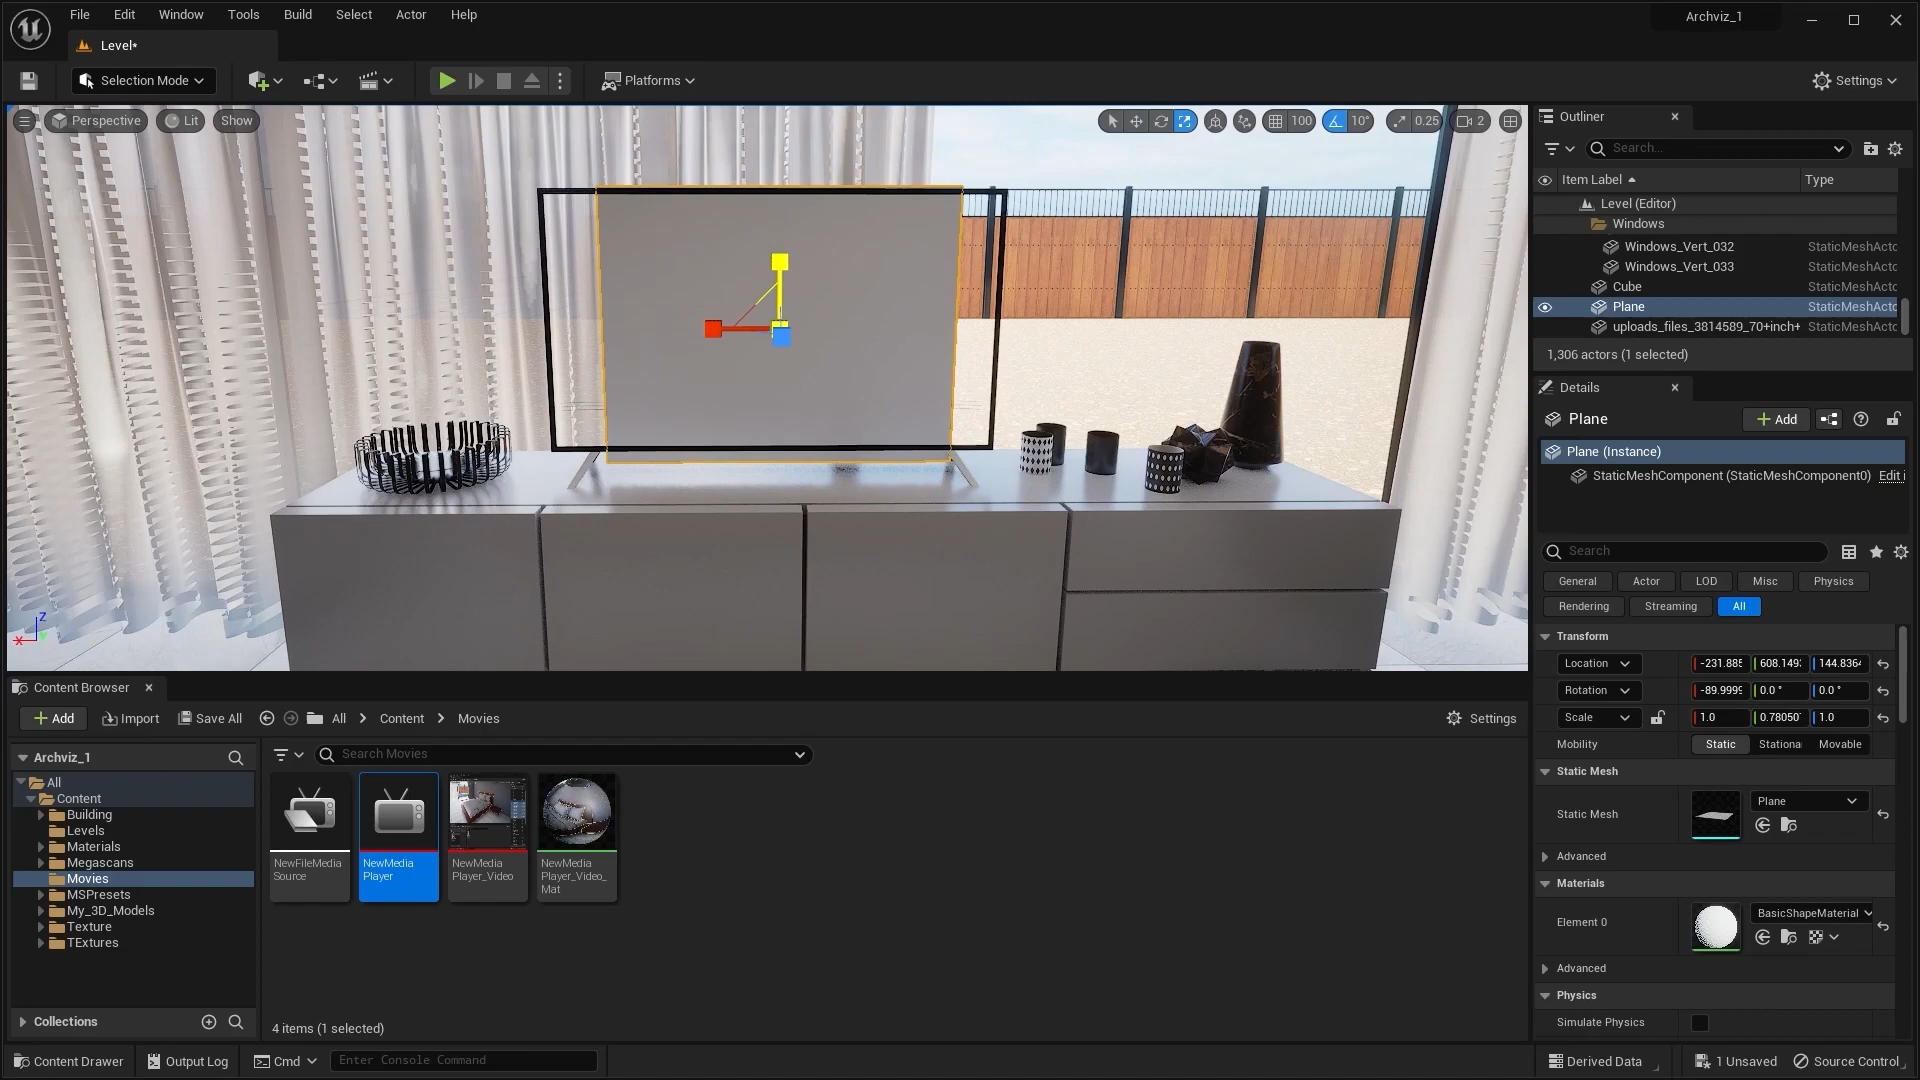 File Edit Window Tools Build Select Actor Help
Archviz_1
Level*
Selection Mode
Platforms
Settings
Perspective Lit Show
100 10° 0.25 2
Outliner
Search...
Item Label Type
Level (Editor)
Windows
Windows_Vert_032 StaticMeshActo
Windows_Vert_033 StaticMeshActo
Cube StaticMeshActo
Plane StaticMeshActo
uploads_files_3814589_70+inch+ StaticMeshActo
1,306 actors (1 selected)
Details
Plane
Add
Plane (Instance)
StaticMeshComponent (StaticMeshComponent0) Edit i
Search
General Actor LOD Misc Physics
Rendering Streaming All
Transform
Location -231.885 608.149 144.8364
Rotation -89.9999 0.0 ° 0.0 °
Scale 1.0 0.78050 1.0
Mobility Static Stationa Movable
Static Mesh
Static Mesh Plane
Advanced
Materials
Element 0 BasicShapeMaterial
Advanced
Physics
Simulate Physics
Z
X
Y
Content Browser
Add Import Save All All Content Movies Settings
Archviz_1
Search Movies
All
Content
Building
Levels
Materials
Megascans
Movies
MSPresets
My_3D_Models
Texture
TExtures
Collections
NewFileMedia
Source
NewMedia
Player
NewMedia
Player_Video
NewMedia
Player_Video_
Mat
4 items (1 selected)
Content Drawer Output Log Cmd Enter Console Command
Derived Data 1 Unsaved Source Control